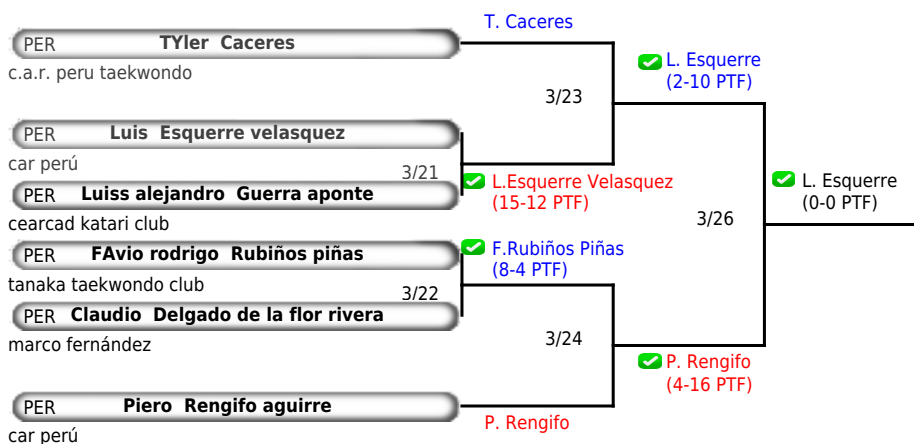 T. Caceres
PER TYler Caceres
c.a.r. peru taekwondo
L. Esquerre
(2-10 PTF)
3/23
PER Luis Esquerre velasquez
car perú
3/21
PER Luiss alejandro Guerra aponte
cearcad katari club
L.Esquerre Velasquez
(15-12 PTF)
L. Esquerre
(0-0 PTF)
3/26
PER FAvio rodrigo Rubiños piñas
tanaka taekwondo club
F.Rubiños Piñas
(8-4 PTF)
3/22
PER Claudio Delgado de la flor rivera
marco fernández
3/24
P. Rengifo
(4-16 PTF)
PER Piero Rengifo aguirre
car perú
P. Rengifo